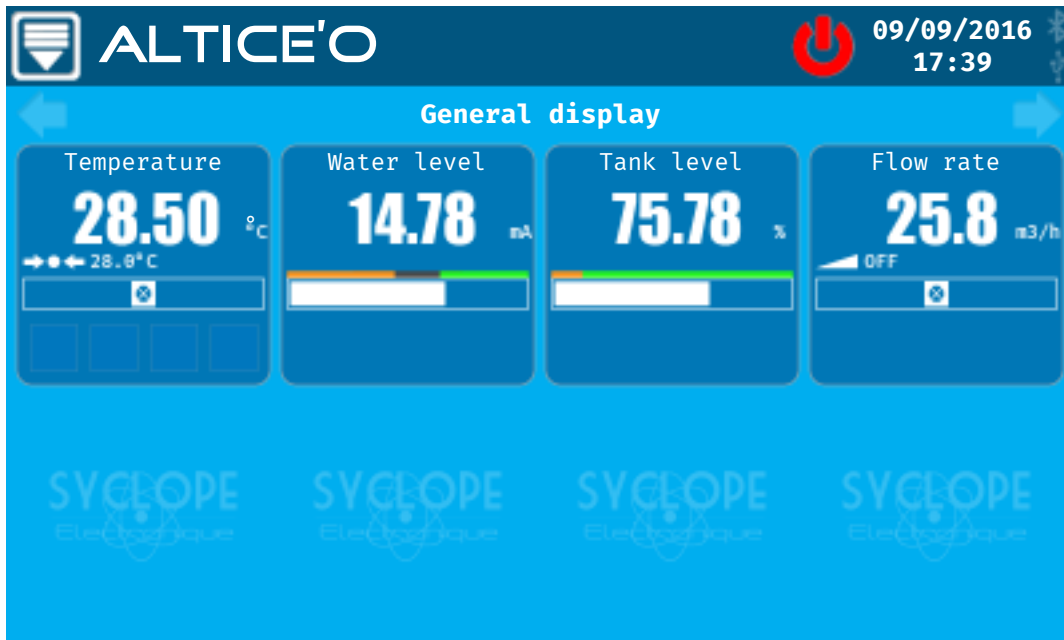 ALTICE'O
09/09/2016
17:39
General display
Temperature
28.50 °C
28.0°C
Water level
14.78 mA
Tank level
75.78 %
Flow rate
25.8 m3/h
OFF
SYCLOPE SYCLOPE SYCLOPE SYCLOPE
Electronique Electronique Electronique Electronique